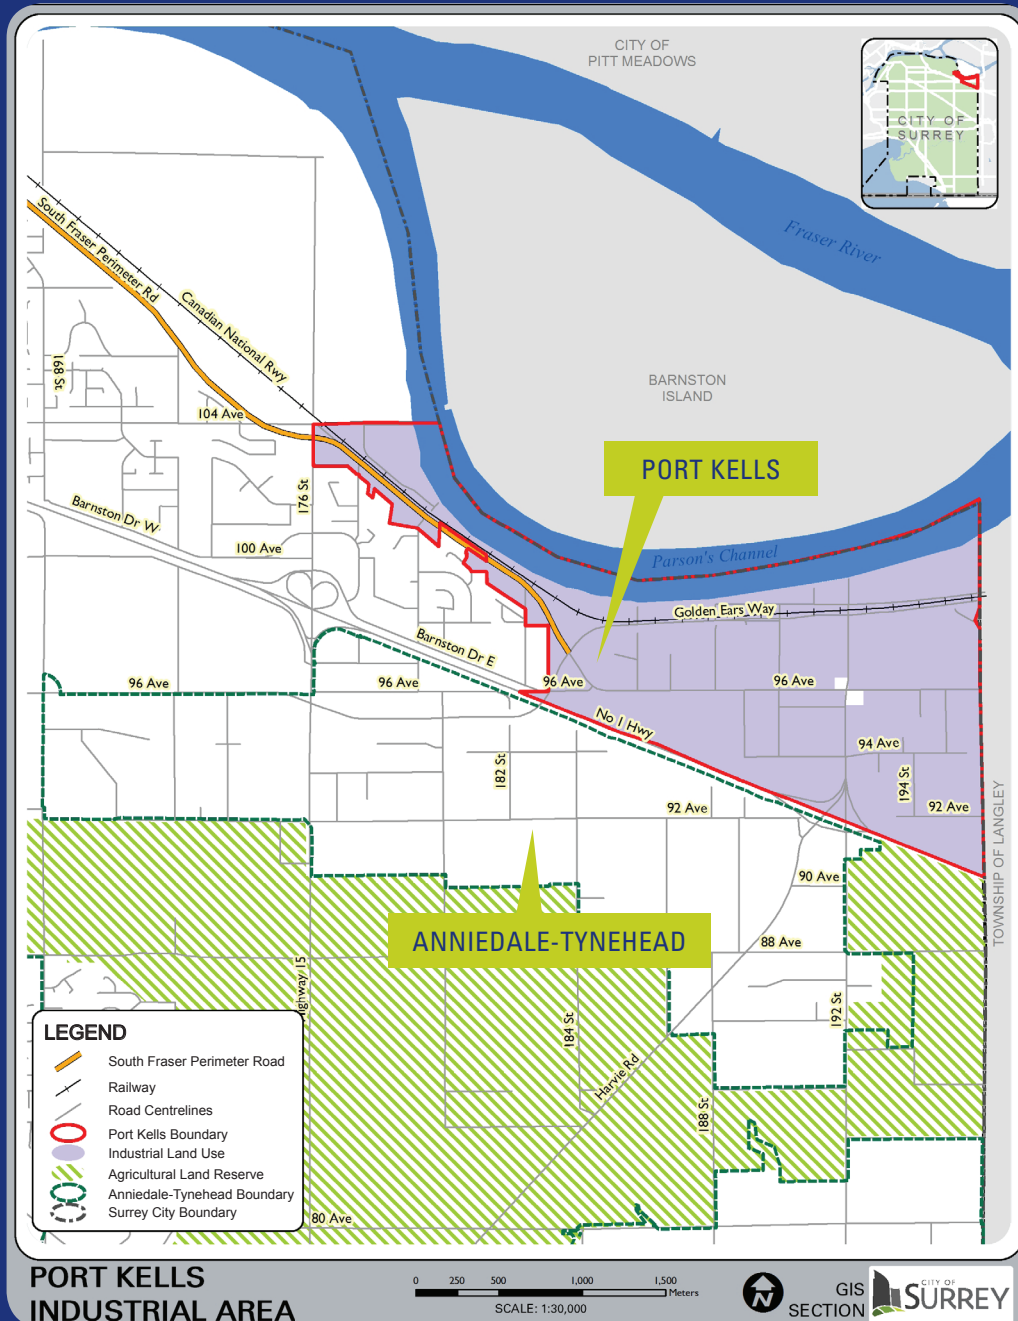 CITY OF
PITT MEADOWS
CITY OF
SURREY
Fraser River
South Fraser Perimeter Rd
Canadian National Rwy
BARNSTON
ISLAND
168 St
104 Ave
PORT KELLS
176 St
Barnston Dr W
100 Ave
Parson's Channel
Golden Ears Way
Barnston Dr E
96 Ave
96 Ave
96 Ave
96 Ave
No 1 Hwy
94 Ave
182 St
194 St
92 Ave
92 Ave
TOWNSHIP OF LANGLEY
90 Ave
ANNIEDALE-TYNEHEAD
88 Ave
ighway 15
184 St
192 St
Harvie Rd
188 St
80 Ave
LEGEND
South Fraser Perimeter Road
Railway
Road Centrelines
Port Kells Boundary
Industrial Land Use
Agricultural Land Reserve
Anniedale-Tynehead Boundary
Surrey City Boundary
PORT KELLS
INDUSTRIAL AREA
0 250 500 1,000 1,500
Meters
SCALE: 1:30,000
N
GIS
SECTION
CITY OF
SURREY